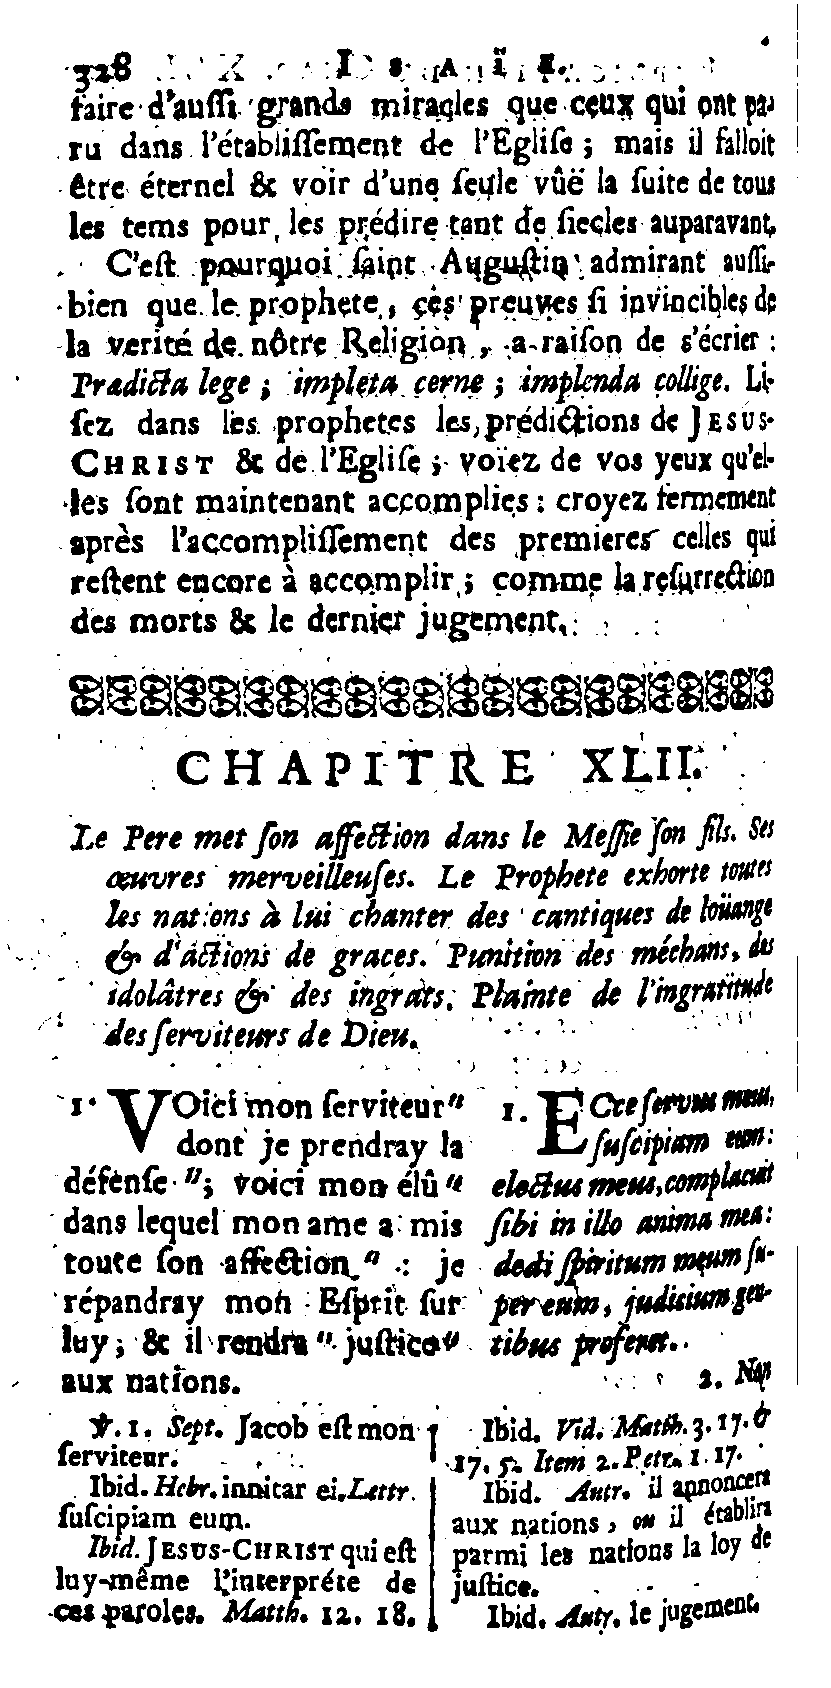 328 Isaïe.
faire d'auſſi grands miracles que ceux qui ont pa-
ru dans l'établiſſement de l'Egliſe ; mais il falloit
être éternel & voir d'une ſeule vûë la ſuite de tous
les tems pour les prédire tant de ſiecles auparavant.
C'eſt pourquoi ſaint Auguſtin admirant auſſi-
bien que le prophete, ces preuves ſi invincibles de
la verité de nôtre Religion, a raiſon de s'écrier :
Prædicta lege ; impleta cerne ; implenda collige. Li-
ſez dans les prophetes les prédictions de JESUS-
CHRIST & de l'Egliſe ; voïez de vos yeux qu'el-
les ſont maintenant accomplies : croyez fermement
après l'accompliſſement des premieres celles qui
reſtent encore à accomplir ; comme la reſurrection
des morts & le dernier jugement.
CHAPITRE XLII.
Le Pere met ſon affection dans le Meſſie ſon fils. Ses
œuvres merveilleuſes. Le Prophete exhorte toutes
les nations à lui chanter des cantiques de loüange
& d'actions de graces. Punition des méchans, des
idolâtres & des ingrats. Plainte de l'ingratitude
des ſerviteurs de Dieu.
1. VOici mon ſerviteur"
dont je prendray la
défenſe " ; voici mon élû"
dans lequel mon ame a mis
toute ſon affection " : je
répandray mon Eſprit ſur
luy ; & il rendra " juſtice"
aux nations.
1. ECce ſervus meus,
ſuſcipiam eum :
electus meus, complacuit
ſibi in illo anima mea :
dedi ſpiritum meum ſu-
per eum, judicium gen-
tibus proferet.
2. Non
℣. 1. Sept. Jacob eſt mon
ſerviteur.
Ibid. Hebr. innitar ei. Lettr.
ſuſcipiam eum.
Ibid. JESUS-CHRIST qui eſt
luy-même l'interpréte de
ces paroles. Matth. 12. 18.
Ibid. Vid. Matth. 3. 17. &
17. 5. Item 2. Petr. 1. 17.
Ibid. Autr. il annoncera
aux nations, ou il établira
parmi les nations la loy de
juſtice.
Ibid. Autr. le jugement.